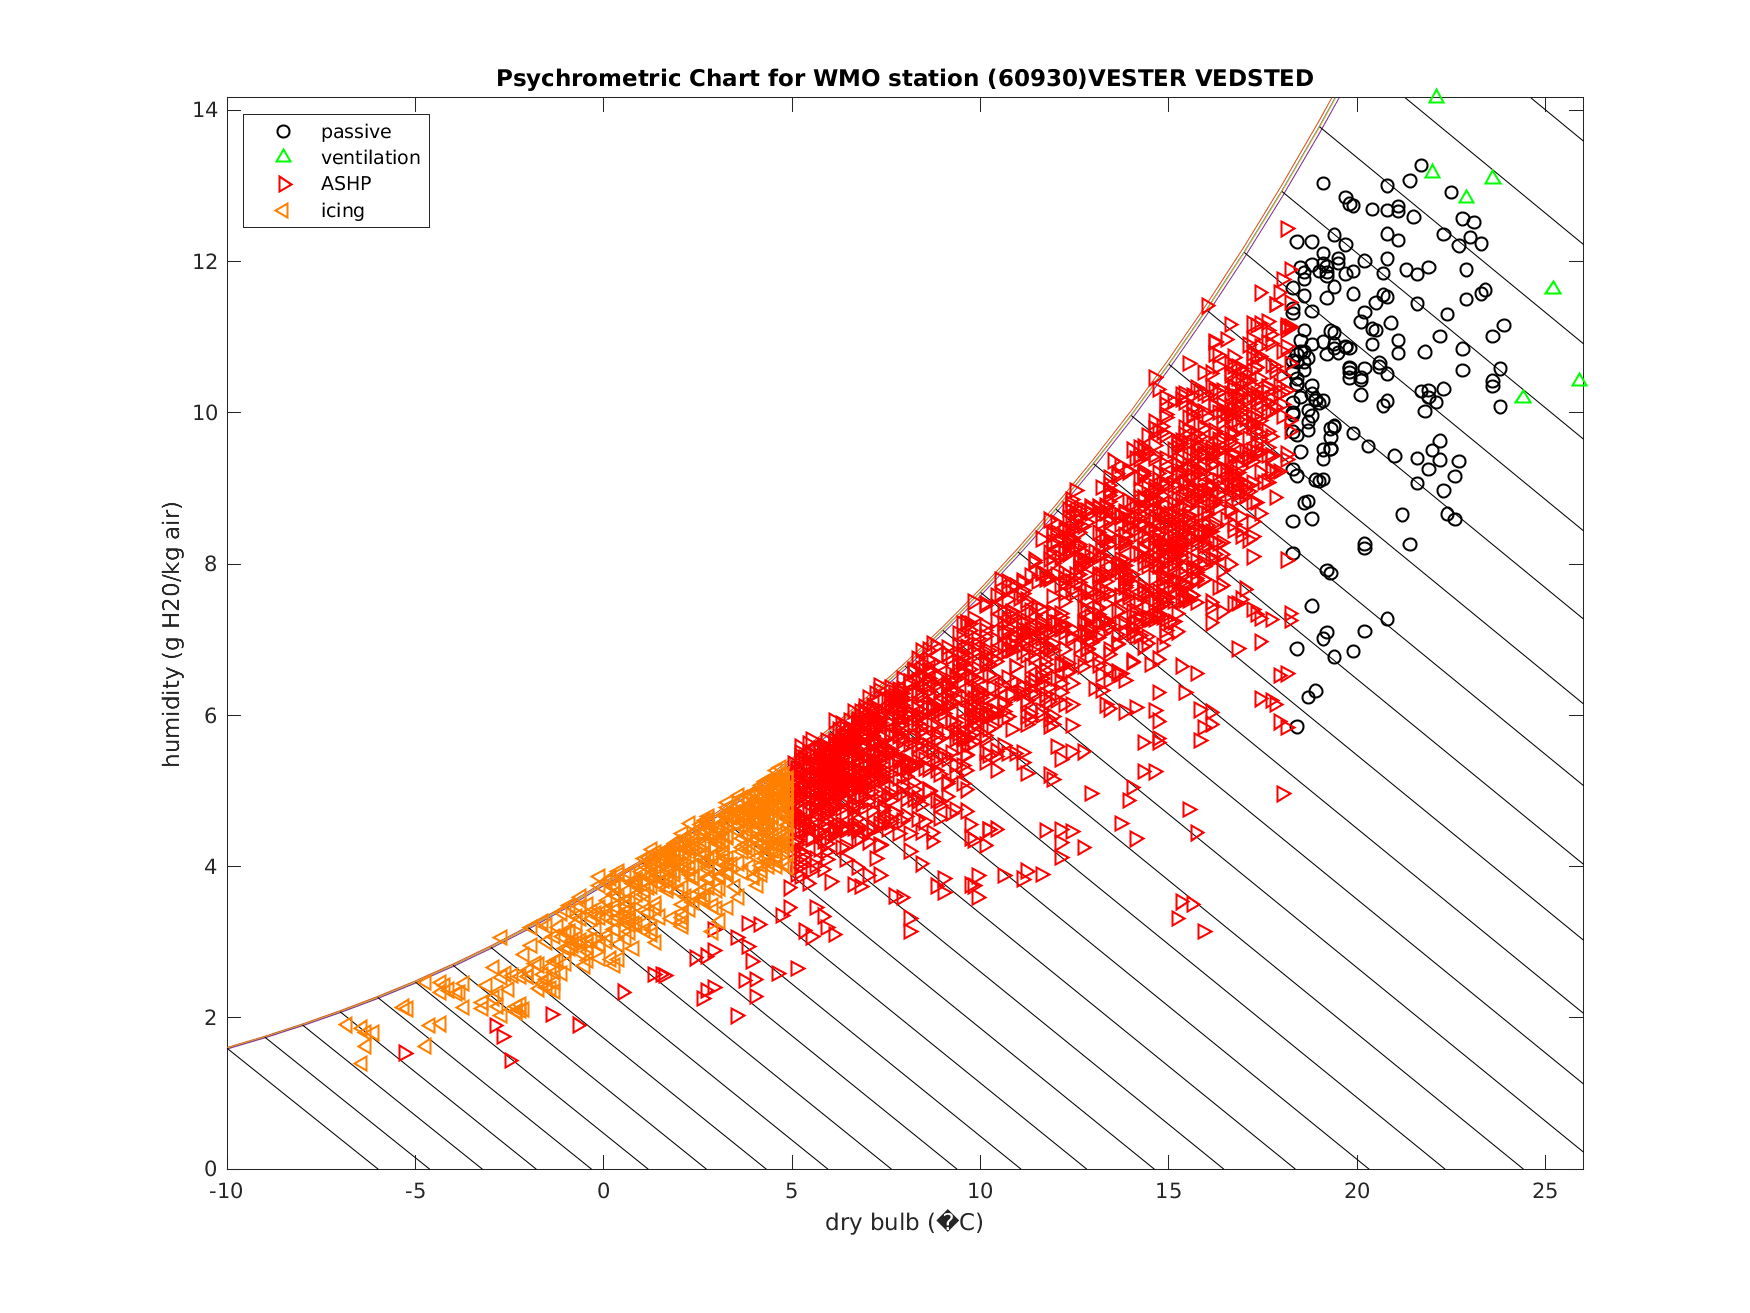 Psychrometric Chart for WMO station (60930)VESTER VEDSTED
passive
ventilation
ASHP
icing
humidity (g H20/kg air)
14
12
10
8
6
4
2
0
-10 -5 0 5 10 15 20 25
dry bulb (�C)